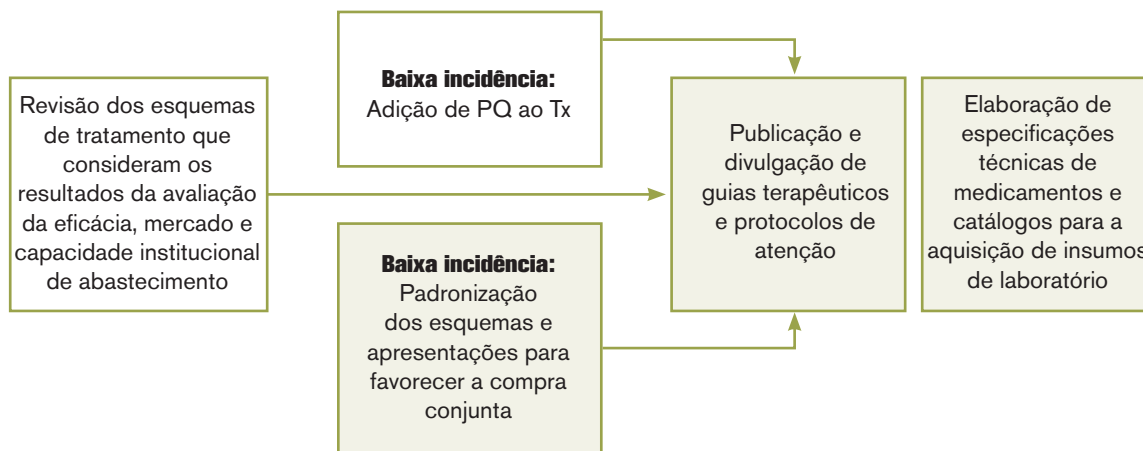 Revisão dos esquemas
de tratamento que
consideram os
resultados da avaliação
da eficácia, mercado e
capacidade institucional
de abastecimento
Baixa incidência:
Adição de PQ ao Tx
Baixa incidência:
Padronização
dos esquemas e
apresentações para
favorecer a compra
conjunta
Publicação e
divulgação de
guias terapêuticos
e protocolos de
atenção
Elaboração de
especificações
técnicas de
medicamentos e
catálogos para a
aquisição de insumos
de laboratório